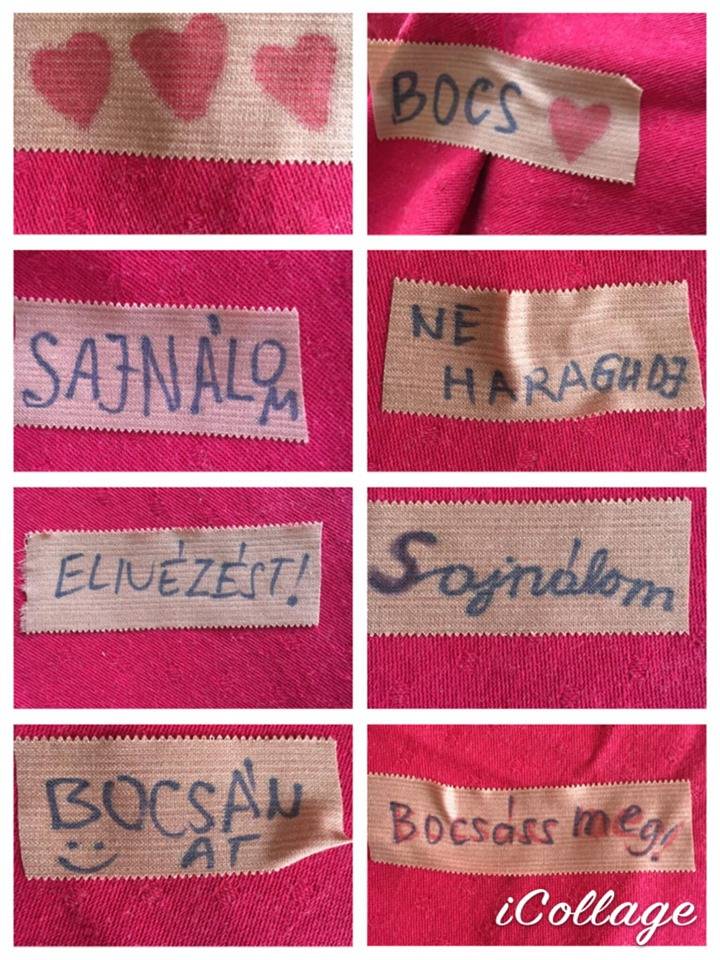 BOCS
SAJNÁLOM
NE
HARAGUDJ
ELNÉZÉST!
Sajnálom
BOCSÁN
AT
Bocsáss meg!
iCollage